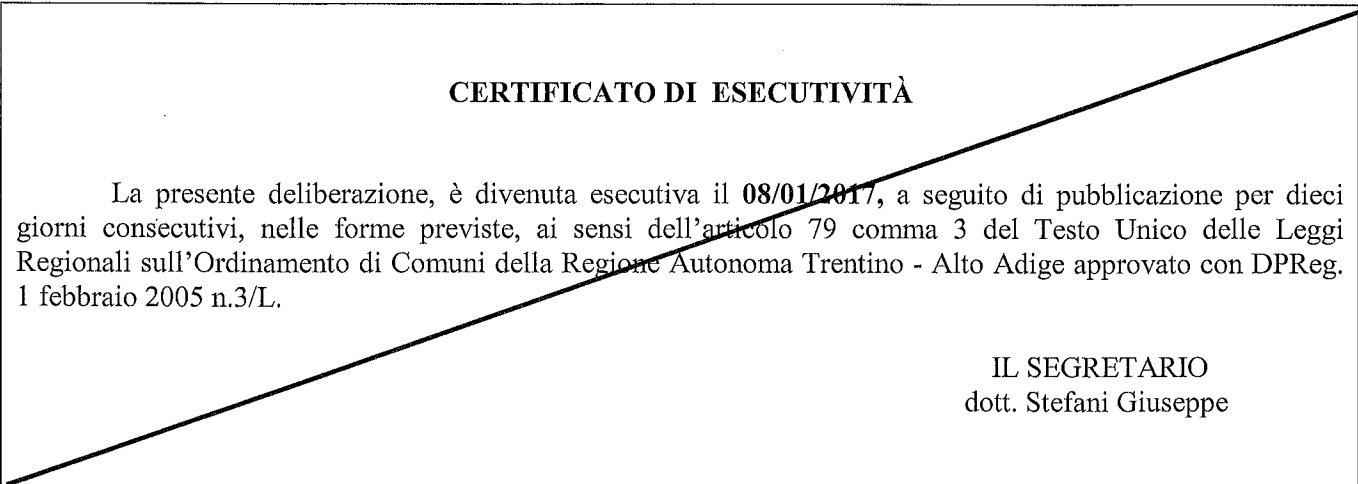 CERTIFICATO DI ESECUTIVITÀ
La presente deliberazione, è divenuta esecutiva il 08/01/2017, a seguito di pubblicazione per dieci
giorni consecutivi, nelle forme previste, ai sensi dell'articolo 79 comma 3 del Testo Unico delle Leggi
Regionali sull'Ordinamento di Comuni della Regione Autonoma Trentino - Alto Adige approvato con DPReg.
1 febbraio 2005 n.3/L.
IL SEGRETARIO
dott. Stefani Giuseppe